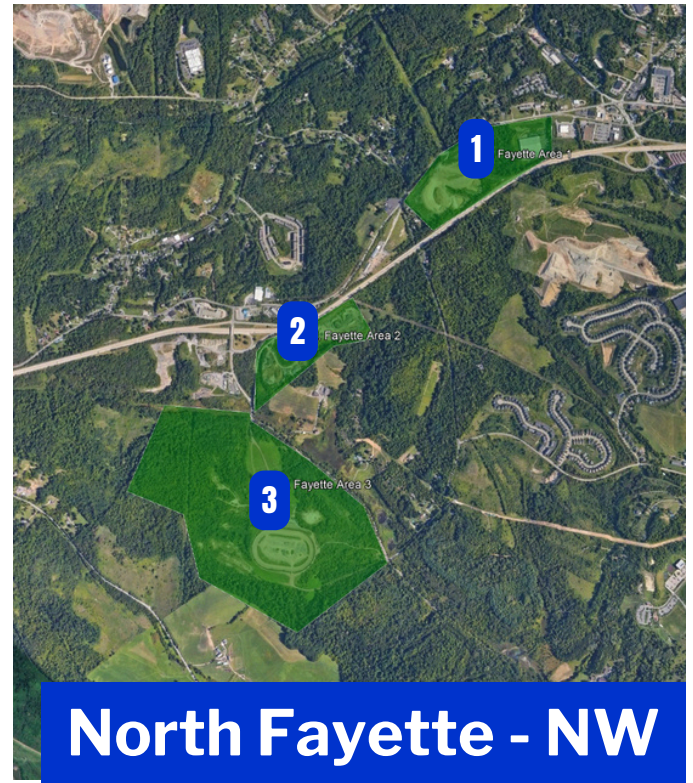 1
Fayette Area 1
2
Fayette Area 2
3
Fayette Area 3
North Fayette - NW